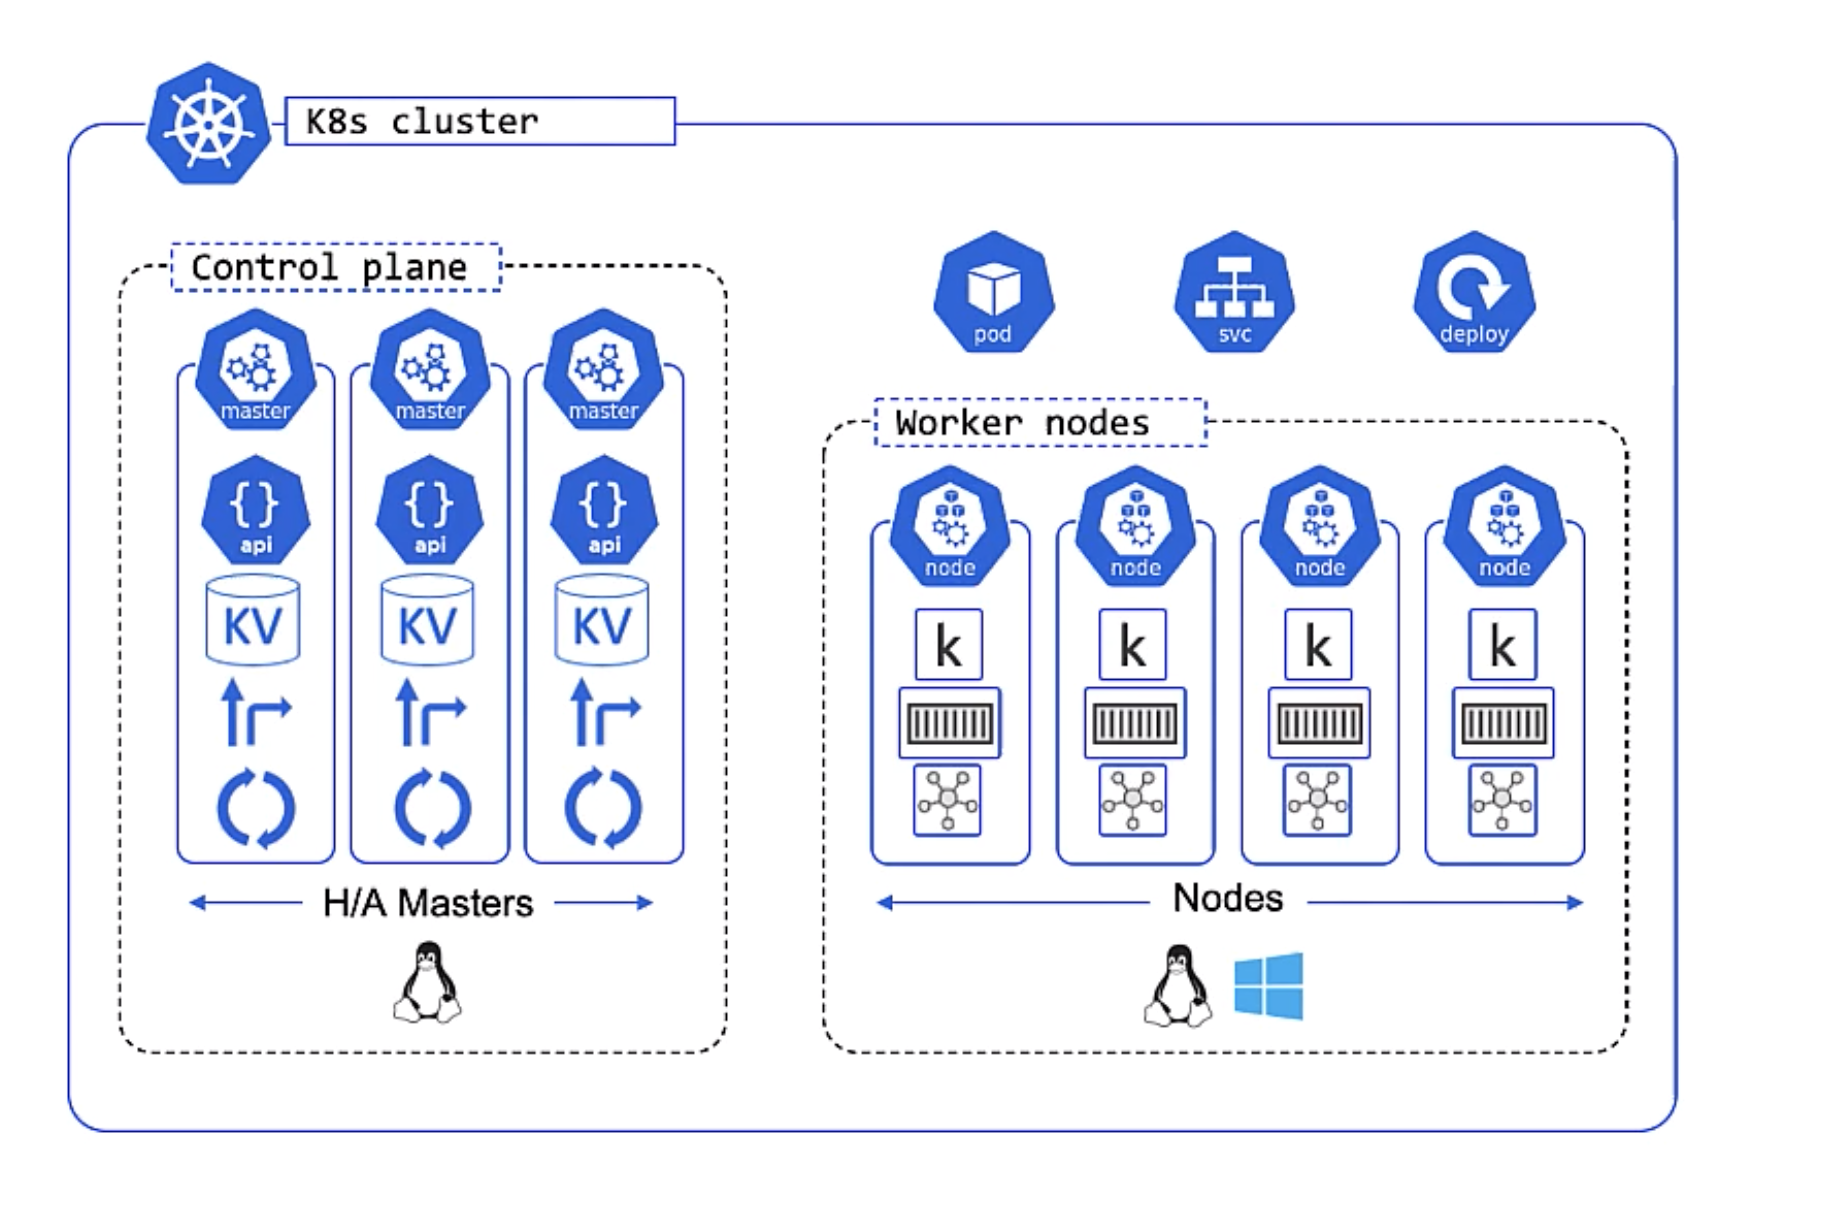 K8s cluster
Control plane
master master master
{} {} {}
api api api
KV KV KV
H/A Masters
pod svc deploy
Worker nodes
node node node node
k k k k
Nodes